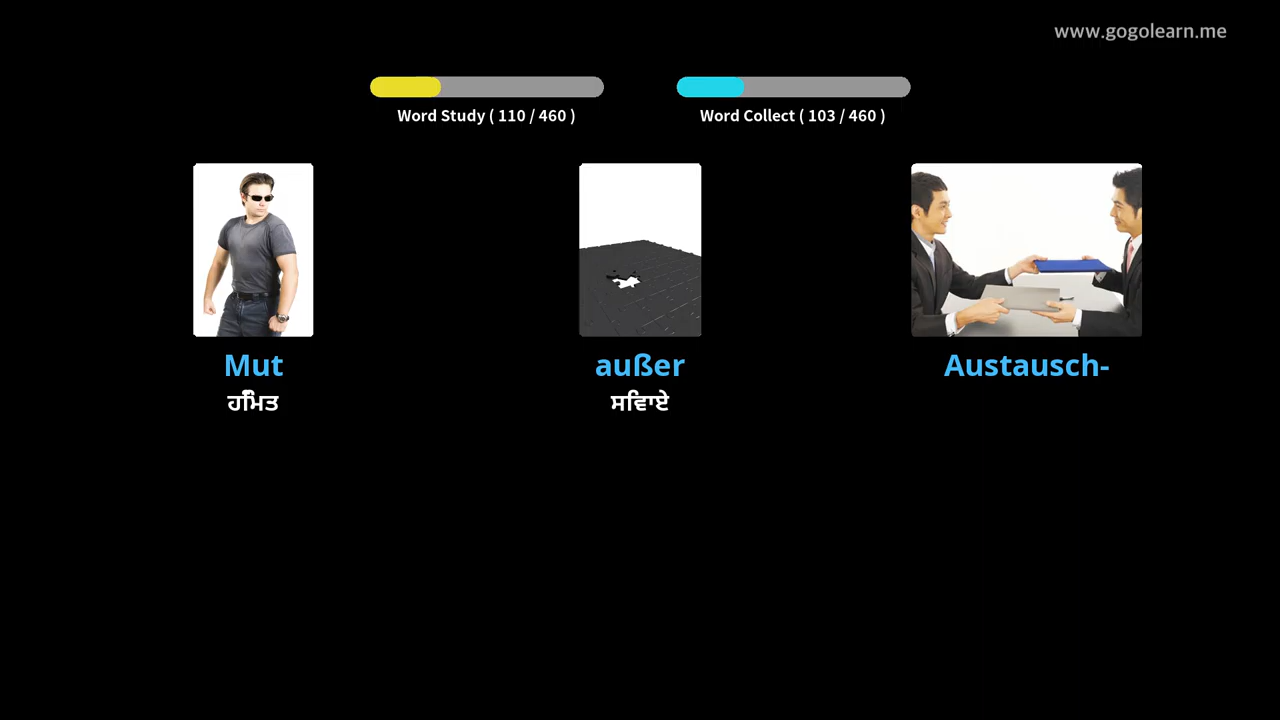 www.gogolearn.me
Word Study ( 110 / 460 )
Word Collect ( 103 / 460 )
Mut
außer
Austausch-
ਹਿੰਮਤ
ਸਿਵਾਏ